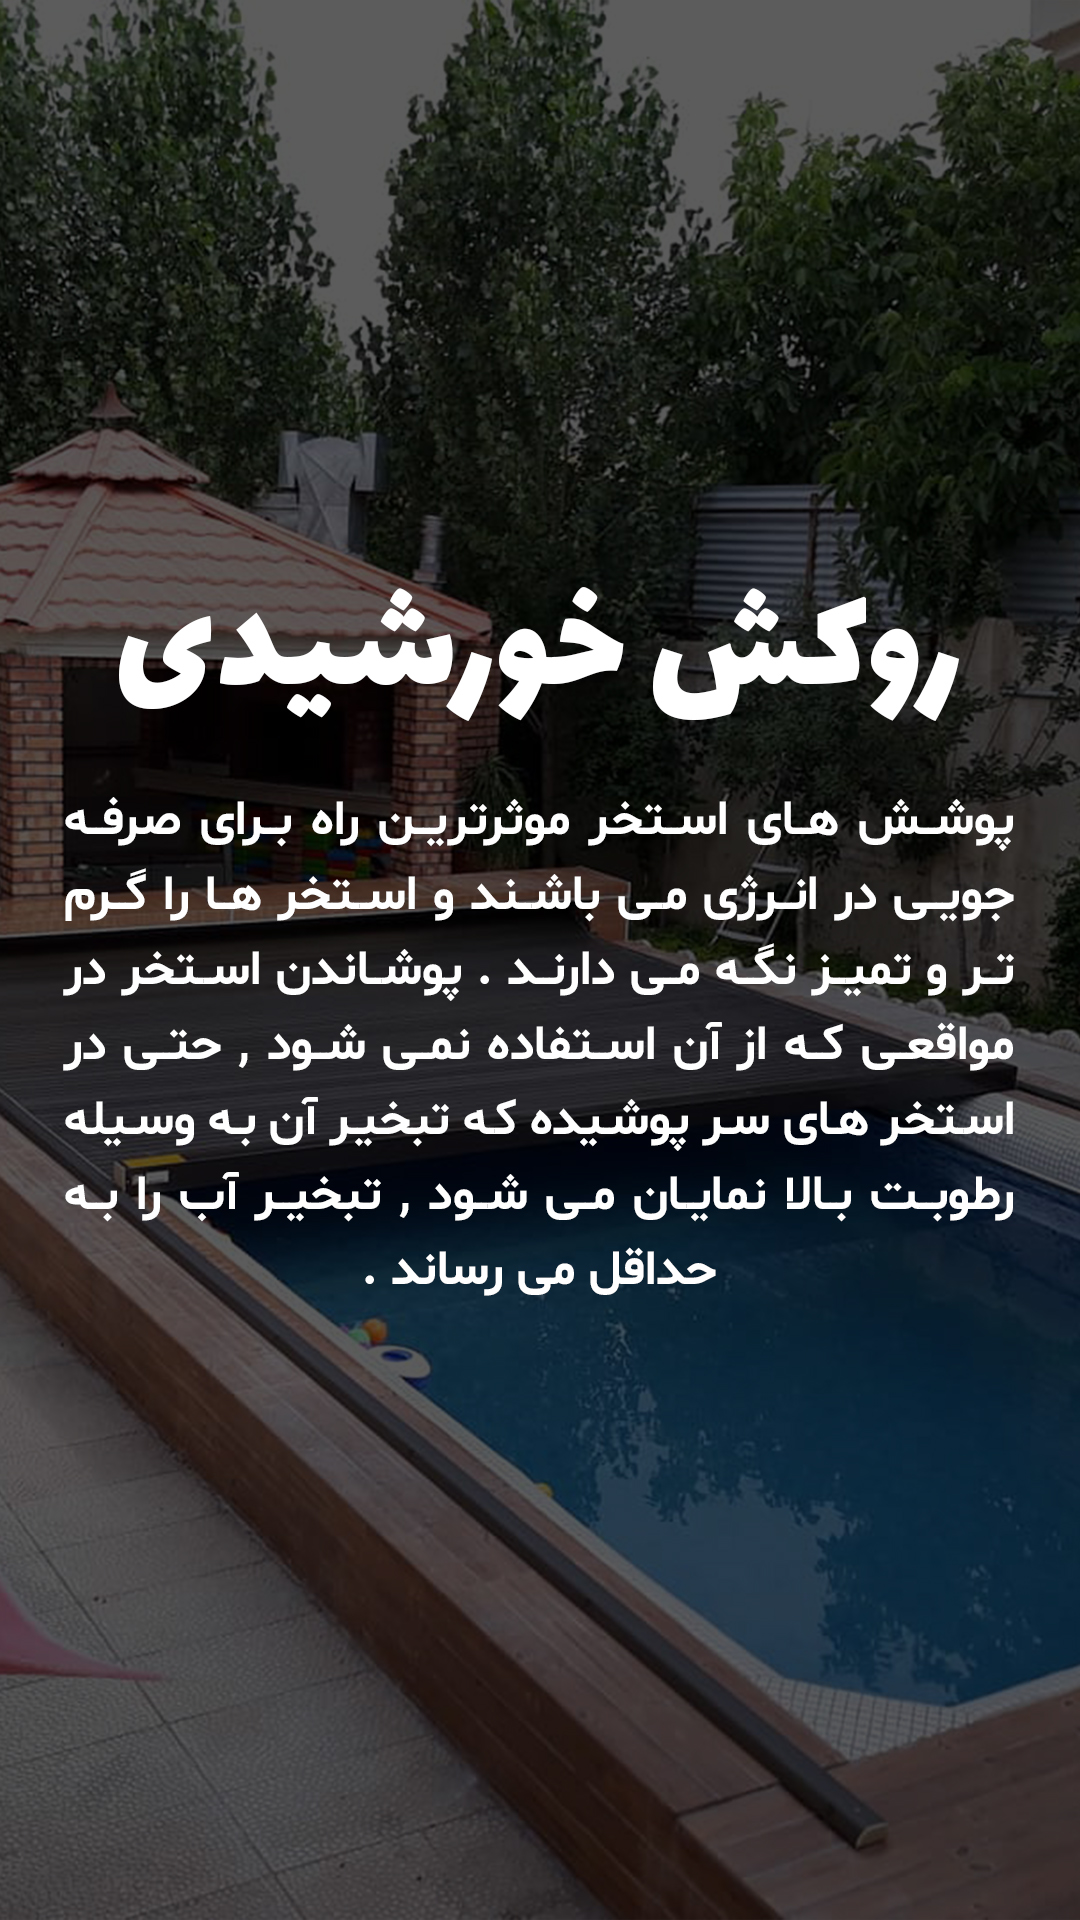 روکش خورشیدی
پوشش های استخر موثرترین راه برای صرفه
جویی در انرژی می باشند و استخر ها را گرم
تر و تمیز نگه می دارند . پوشاندن استخر در
مواقعی که از آن استفاده نمی شود , حتی در
استخر های سر پوشیده که تبخیر آن به وسیله
رطوبت بالا نمایان می شود , تبخیر آب را به
حداقل می رساند .